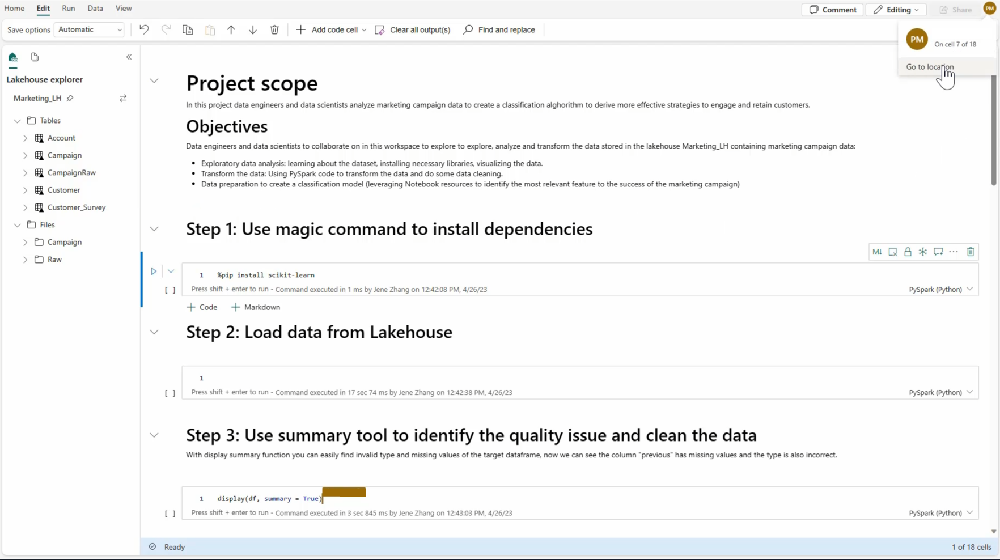 Home Edit Run Data View
Comment Editing Share PM
Save options Automatic Add code cell Clear all output(s) Find and replace
PM On cell 7 of 18
Go to location
Lakehouse explorer
Marketing_LH
Tables
Account
Campaign
CampaignRaw
Customer
Customer_Survey
Files
Campaign
Raw
Project scope
In this project data engineers and data scientists analyze marketing campaign data to create a classification alghorithm to derive more effective strategies to engage and retain customers.
Objectives
Data engineers and data scientists to collaborate on in this workspace to explore to explore, analyze and transform the data stored in the lakehouse Marketing_LH containing marketing campaign data:
• Exploratory data analysis: learning about the dataset, installing necessary libraries, visualizing the data.
• Transform the data: Using PySpark code to transform the data and do some data cleaning.
• Data preparation to create a classification model (leveraging Notebook resources to identify the most relevant feature to the success of the marketing campaign)
Step 1: Use magic command to install dependencies
M↓ ...
1 %pip install scikit-learn
[ ] Press shift + enter to run - Command executed in 1 ms by Jene Zhang on 12:42:08 PM, 4/26/23 PySpark (Python)
+ Code + Markdown
Step 2: Load data from Lakehouse
1
[ ] Press shift + enter to run - Command executed in 17 sec 74 ms by Jene Zhang on 12:42:38 PM, 4/26/23 PySpark (Python)
Step 3: Use summary tool to identify the quality issue and clean the data
With display summary function you can easily find invalid type and missing values of the target dataframe, now we can see the column "previous" has missing values and the type is also incorrect.
1 display(df, summary = True)
[ ] Press shift + enter to run - Command executed in 3 sec 845 ms by Jene Zhang on 12:43:03 PM, 4/26/23 PySpark (Python)
Ready 1 of 18 cells